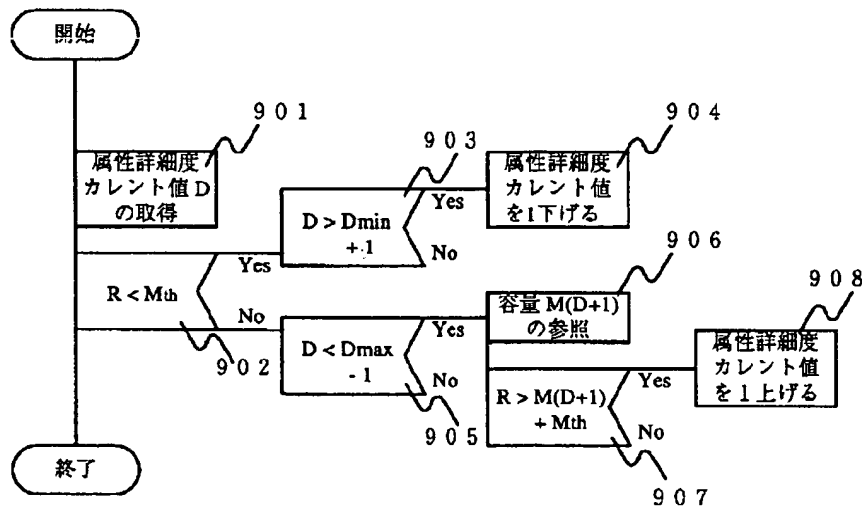 開始
901
属性詳細度
カレント値 D
の取得
903
904
D > Dmin
+1
Yes
No
属性詳細度
カレント値
を1下げる
R < Mth
Yes
No
902
906
D < Dmax
- 1
Yes
No
905
容量 M(D+1)
の参照
908
R > M(D+1)
+ Mth
Yes
No
907
属性詳細度
カレント値
を1上げる
終了